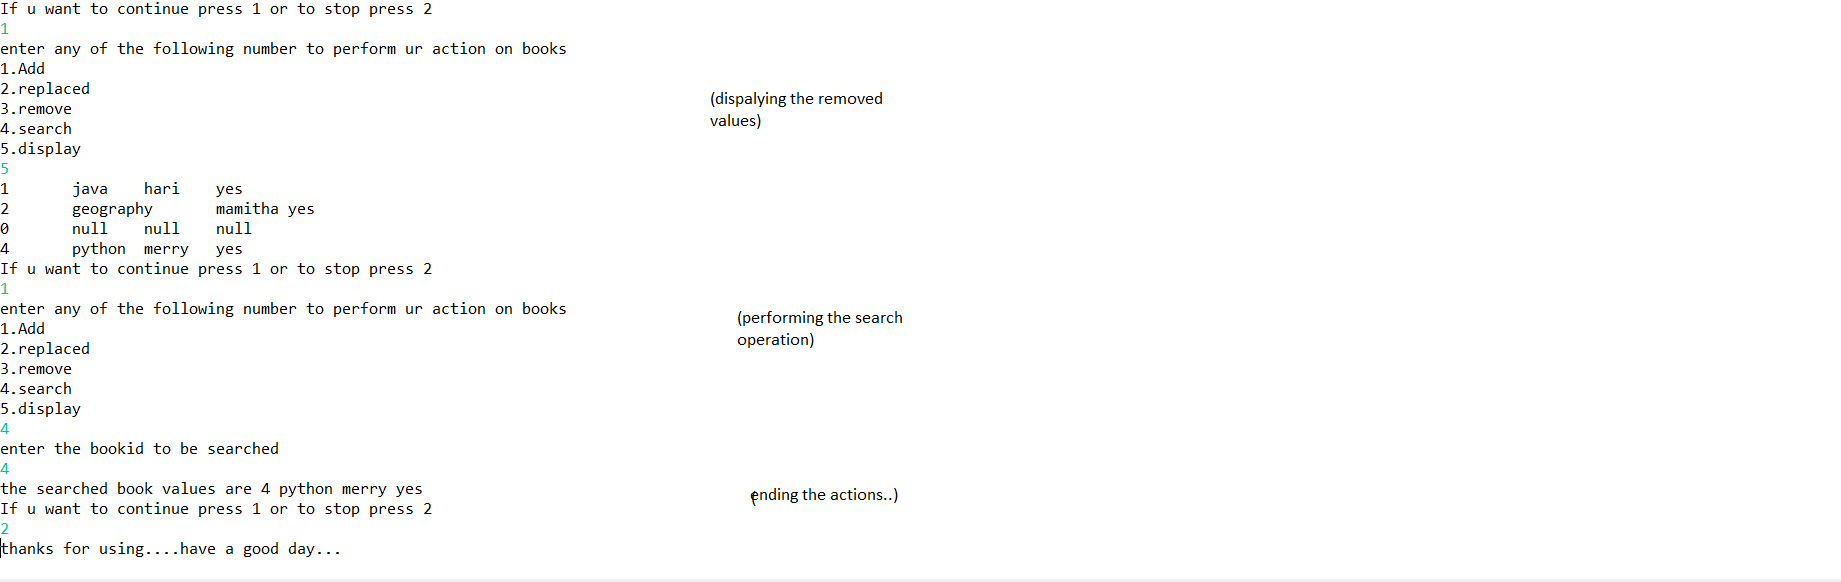 If u want to continue press 1 or to stop press 2
1
enter any of the following number to perform ur action on books
1.Add
2.replaced
3.remove
4.search
5.display
(dispalying the removed
values)
5
1 java hari yes
2 geography mamitha yes
0 null null null
4 python merry yes
If u want to continue press 1 or to stop press 2
1
enter any of the following number to perform ur action on books
1.Add
2.replaced
3.remove
4.search
5.display
(performing the search
operation)
4
enter the bookid to be searched
4
the searched book values are 4 python merry yes
If u want to continue press 1 or to stop press 2
(ending the actions..)
2
thanks for using....have a good day...